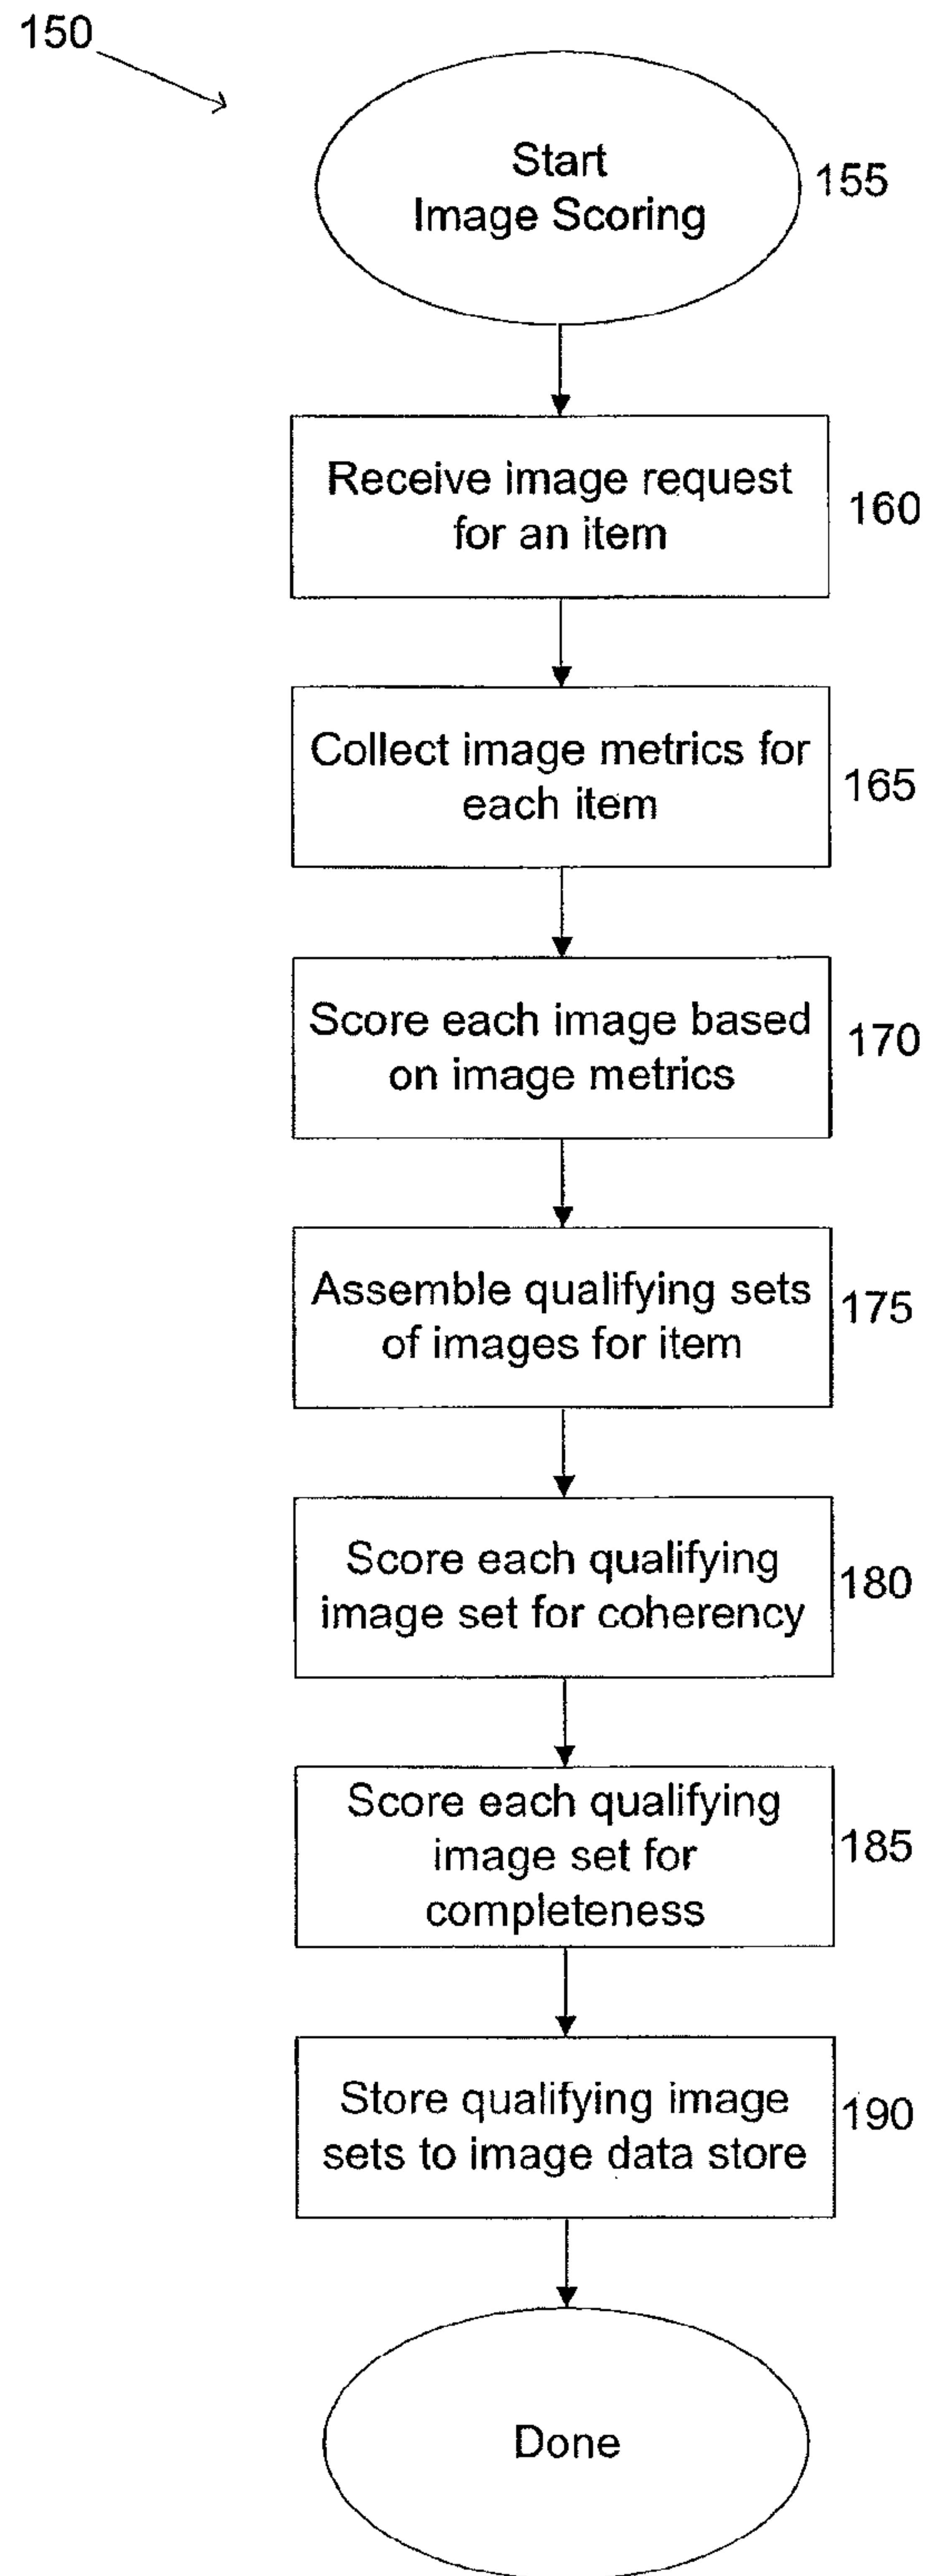 150
Start
Image Scoring
155
Receive image request
for an item
160
Collect image metrics for
each item
165
Score each image based
on image metrics
170
Assemble qualifying sets
of images for item
175
Score each qualifying
image set for coherency
180
Score each qualifying
image set for
completeness
185
Store qualifying image
sets to image data store
190
Done